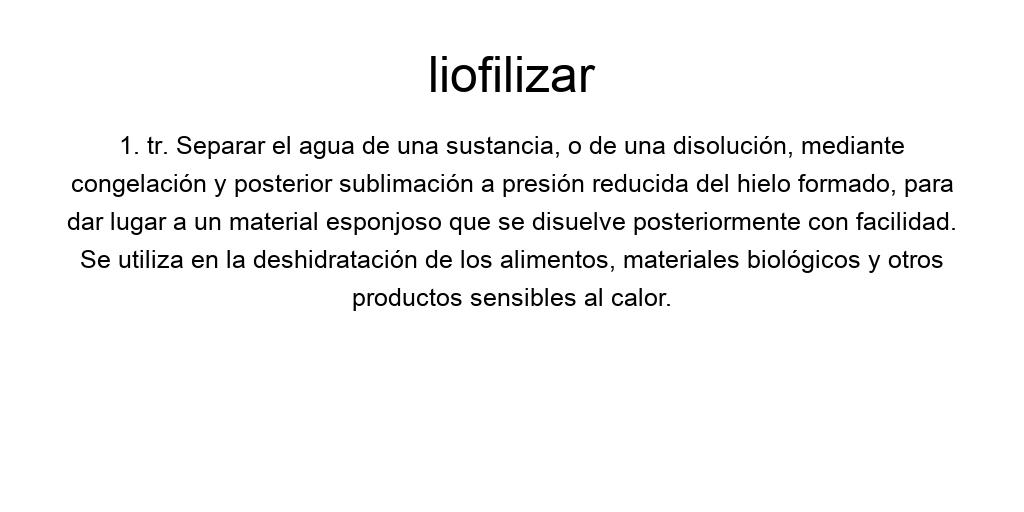 liofilizar
1. tr. Separar el agua de una sustancia, o de una disolución, mediante
congelación y posterior sublimación a presión reducida del hielo formado, para
dar lugar a un material esponjoso que se disuelve posteriormente con facilidad.
Se utiliza en la deshidratación de los alimentos, materiales biológicos y otros
productos sensibles al calor.